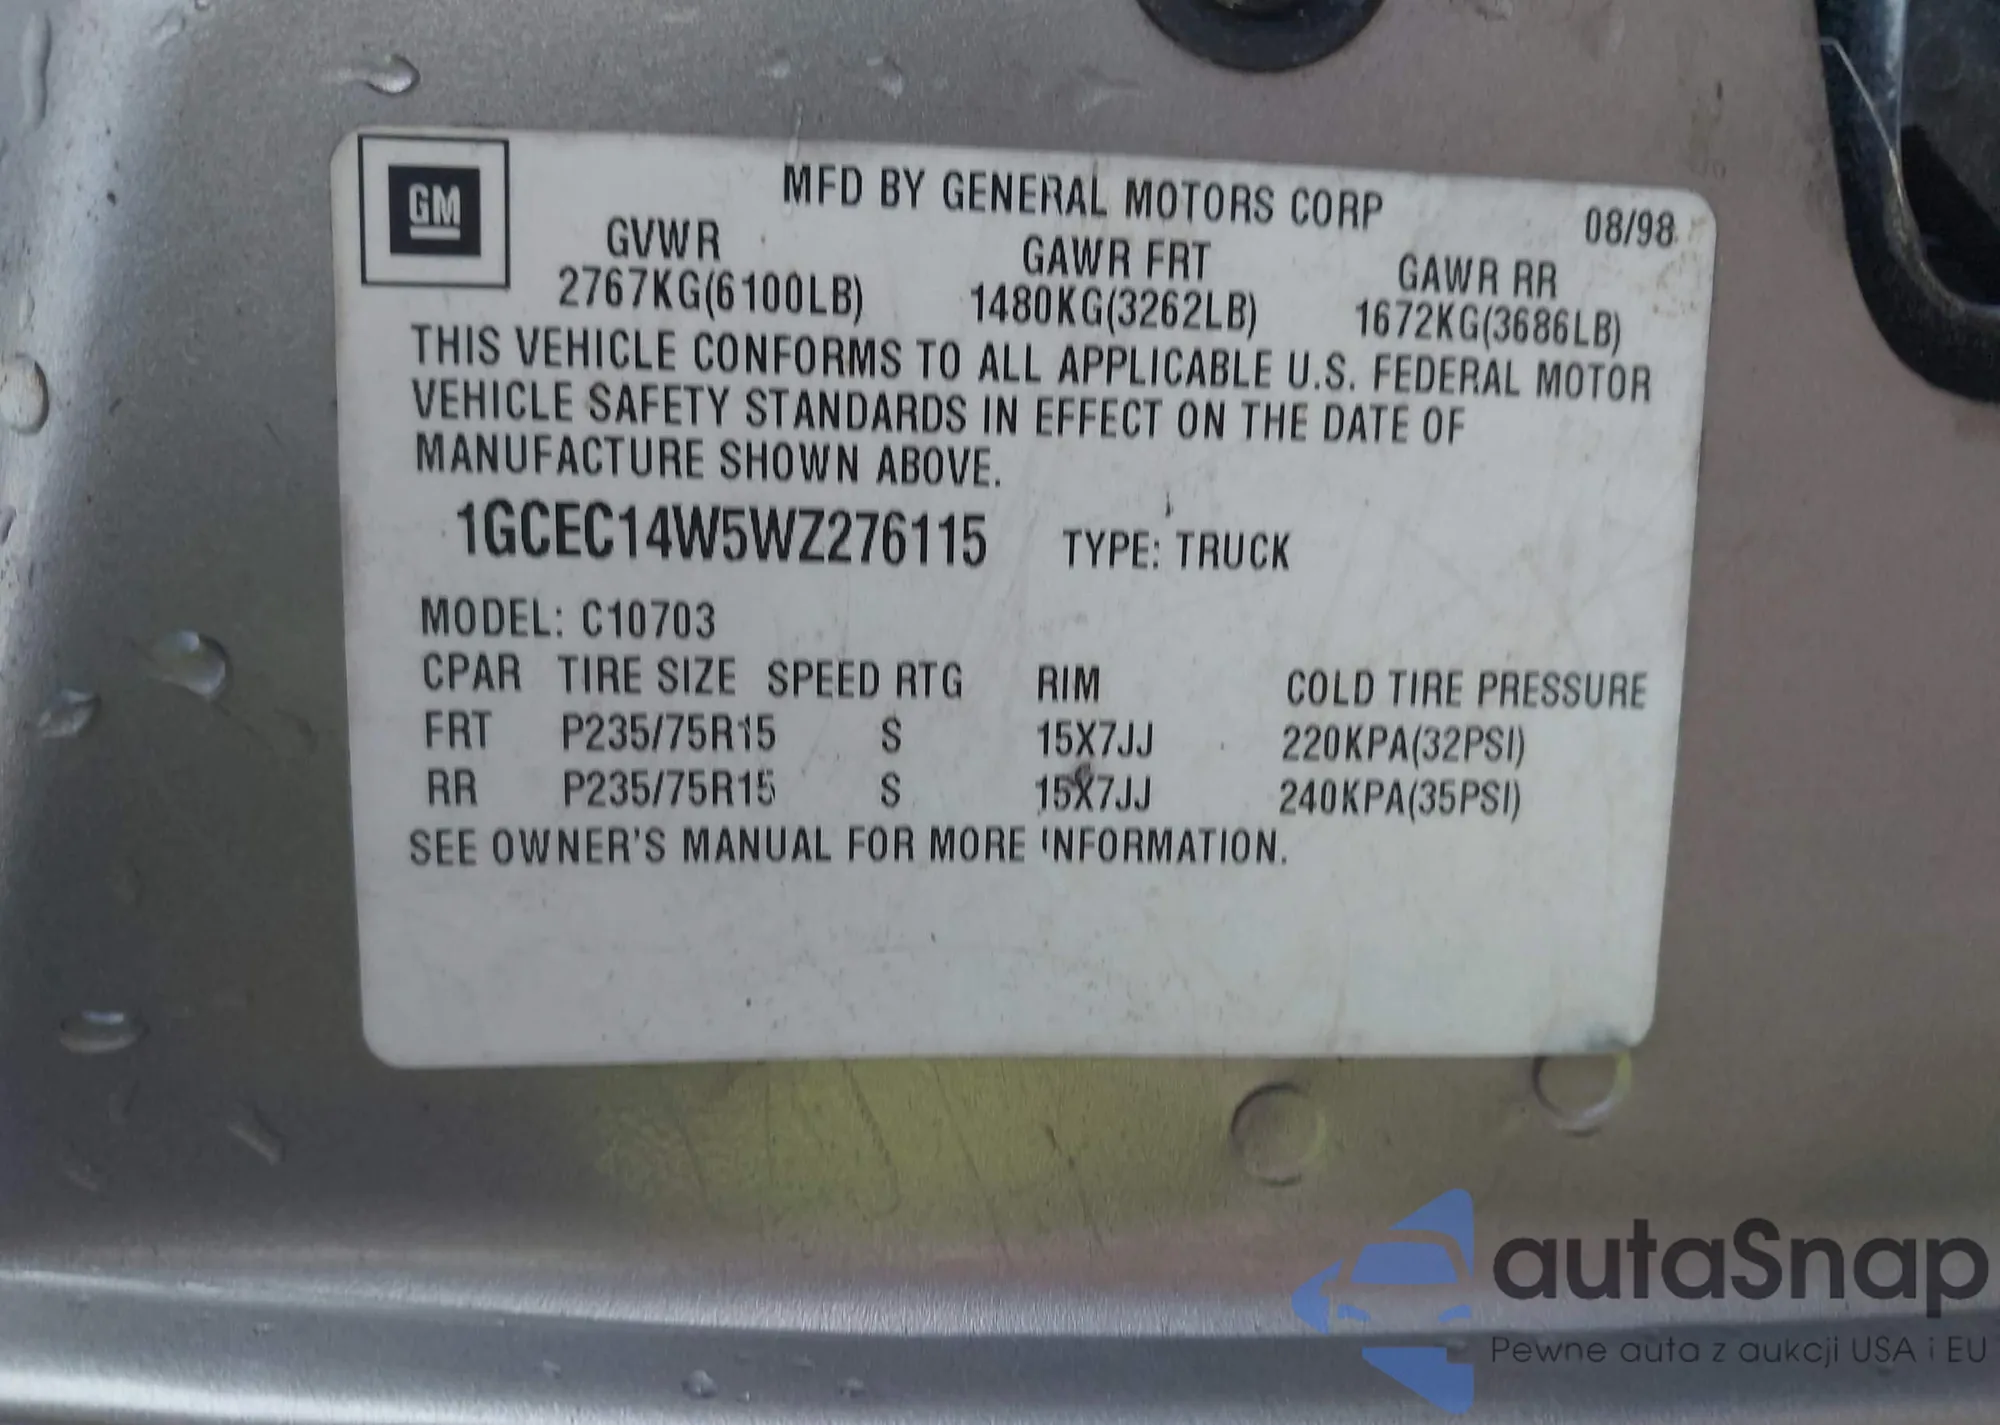 GM
MFD BY GENERAL MOTORS CORP 08/98
GVWR GAWR FRT GAWR RR
2767KG(6100LB) 1480KG(3262LB) 1672KG(3686LB)
THIS VEHICLE CONFORMS TO ALL APPLICABLE U.S. FEDERAL MOTOR
VEHICLE SAFETY STANDARDS IN EFFECT ON THE DATE OF
MANUFACTURE SHOWN ABOVE.
1GCEC14W5WZ276115 TYPE: TRUCK
MODEL: C10703
CPAR TIRE SIZE SPEED RTG RIM COLD TIRE PRESSURE
FRT P235/75R15 S 15X7JJ 220KPA(32PSI)
RR P235/75R15 S 15X7JJ 240KPA(35PSI)
SEE OWNER'S MANUAL FOR MORE INFORMATION.
autaSnap
Pewne auta z aukcji USA i EU